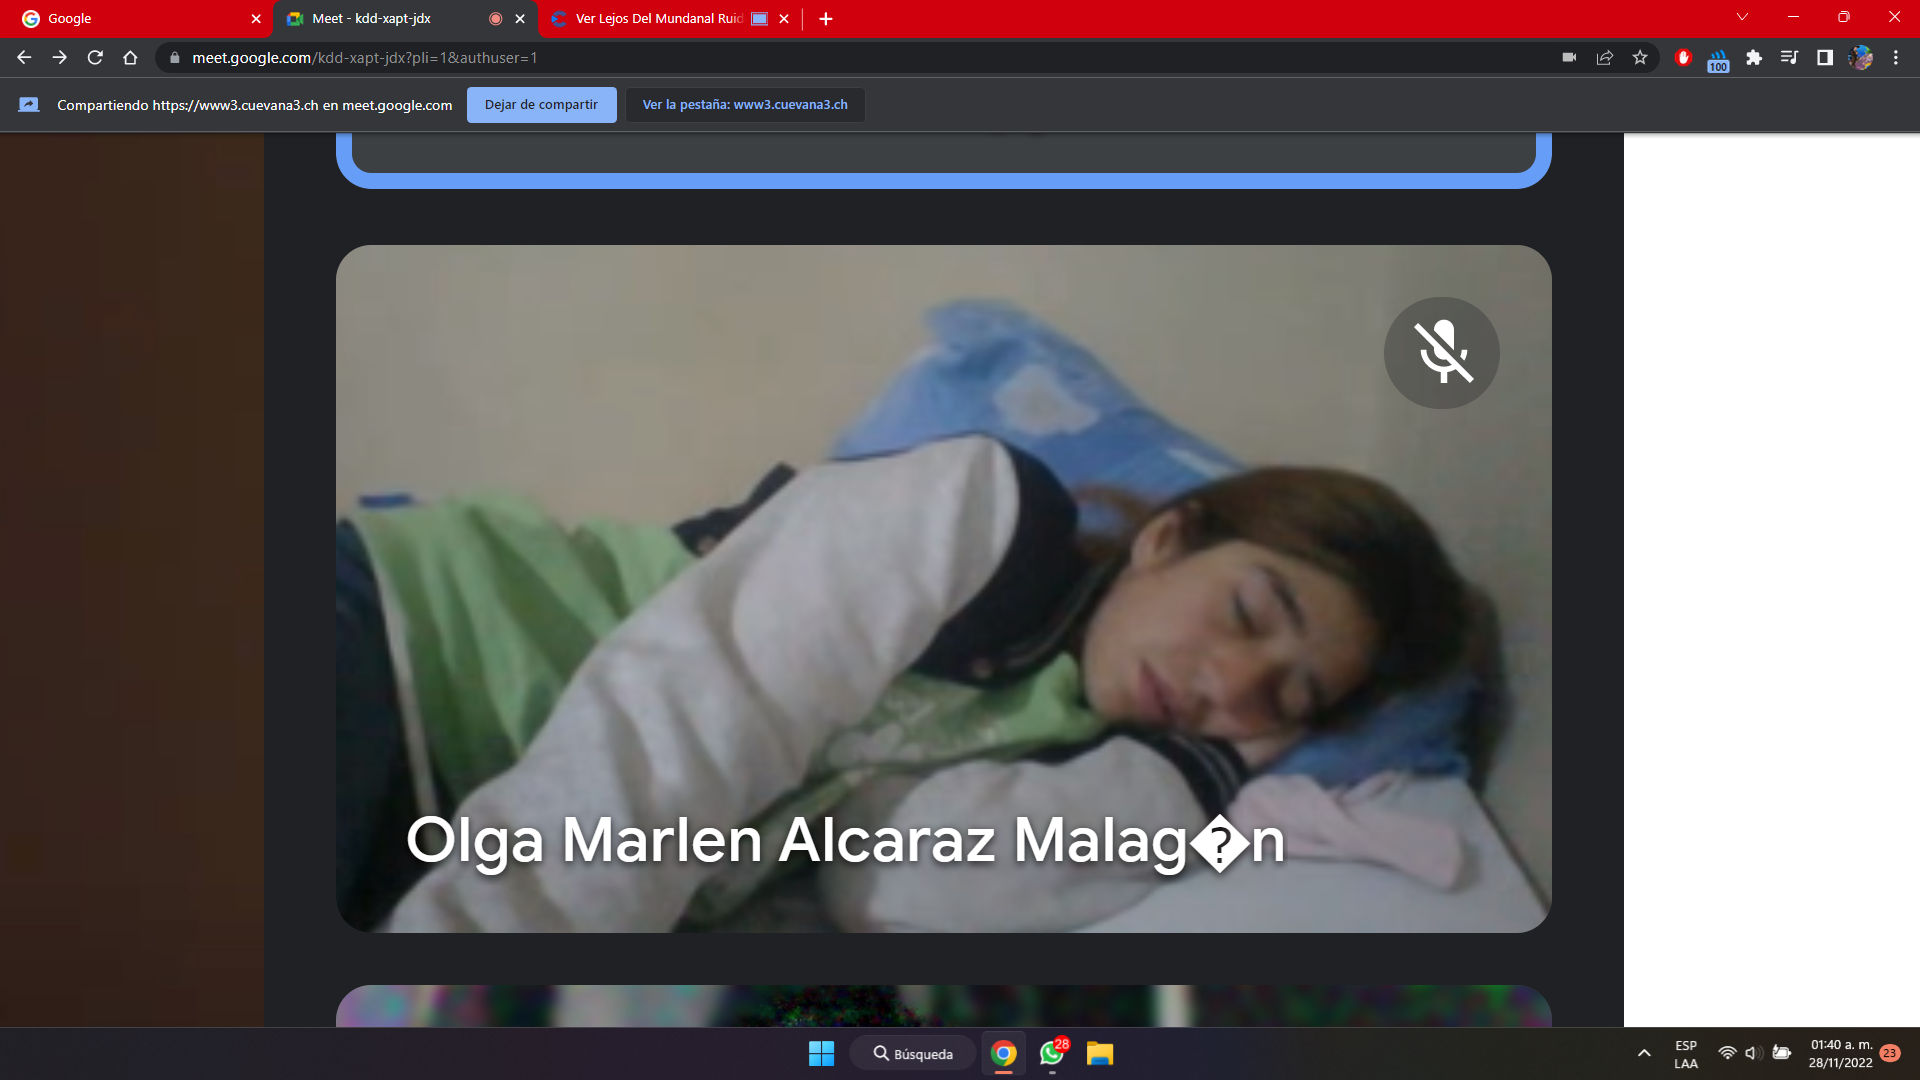 Google
Meet - kdd-xapt-jdx
Ver Lejos Del Mundanal Ruid
meet.google.com/kdd-xapt-jdx?pli=1&authuser=1
100
Compartiendo https://www3.cuevana3.ch en meet.google.com
Dejar de compartir
Ver la pestaña: www3.cuevana3.ch
Olga Marlen Alcaraz Malag�n
Búsqueda
28
ESP
LAA
01:40 a. m.
28/11/2022
23